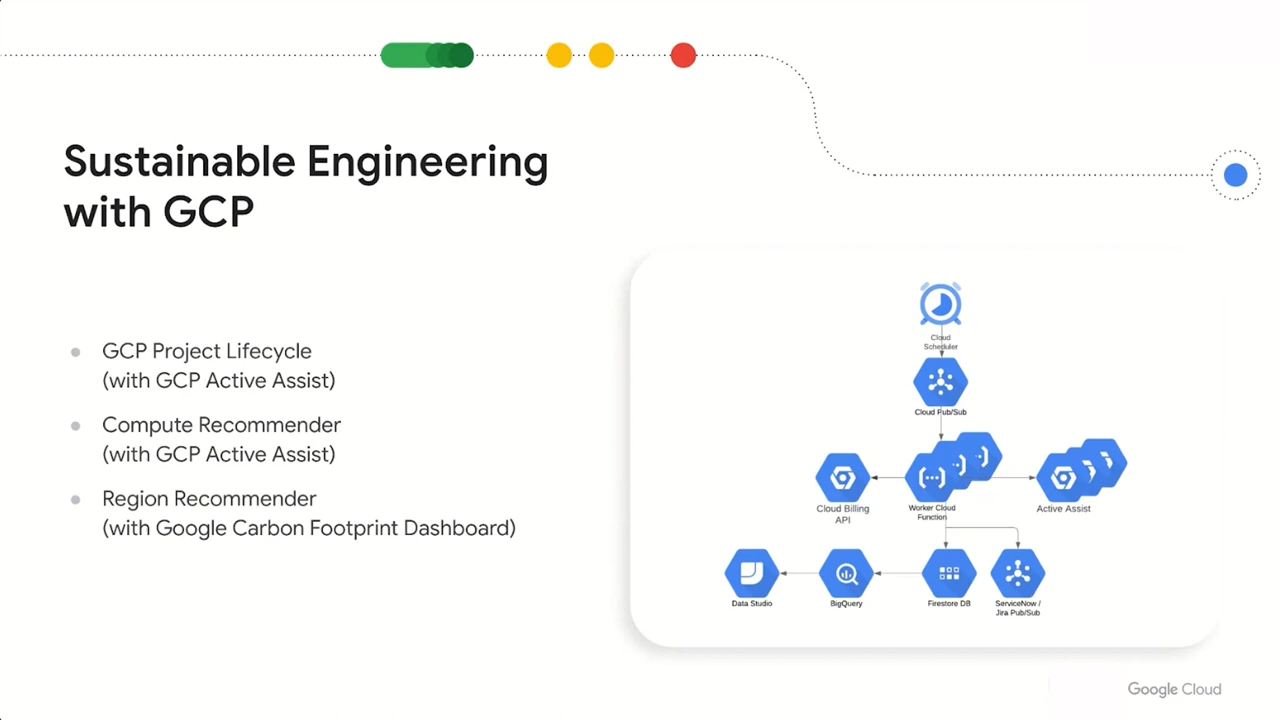 Sustainable Engineering
with GCP
GCP Project Lifecycle
(with GCP Active Assist)
Compute Recommender
(with GCP Active Assist)
Region Recommender
(with Google Carbon Footprint Dashboard)
Cloud
Scheduler
Cloud Pub/Sub
Cloud Billing
API
Worker Cloud
Function
Active Assist
Data Studio
BigQuery
Firestore DB
ServiceNow /
Jira Pub/Sub
Google Cloud